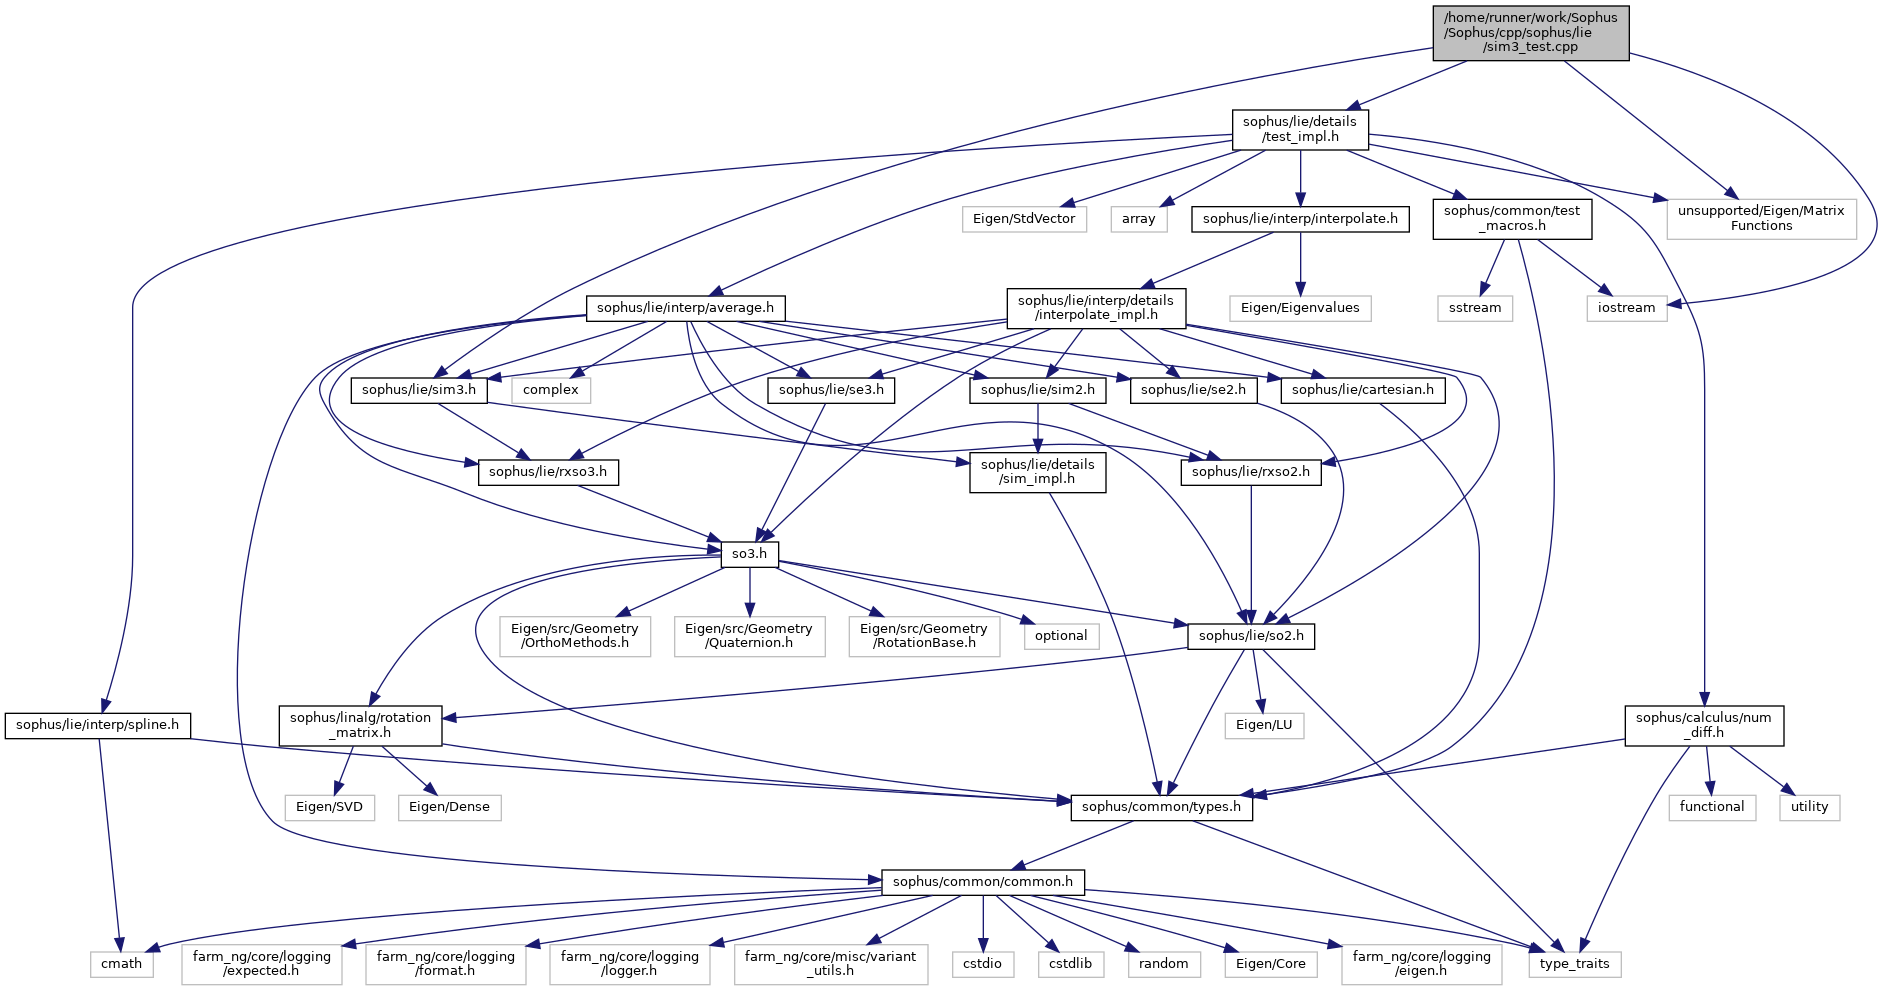 /home/runner/work/Sophus
/Sophus/cpp/sophus/lie
/sim3_test.cpp
sophus/lie/details
/test_impl.h
Eigen/StdVector
array
sophus/lie/interp/interpolate.h
sophus/common/test
_macros.h
unsupported/Eigen/Matrix
Functions
sophus/lie/interp/average.h
sophus/lie/interp/details
/interpolate_impl.h
Eigen/Eigenvalues
sstream
iostream
sophus/lie/sim3.h
complex
sophus/lie/se3.h
sophus/lie/sim2.h
sophus/lie/se2.h
sophus/lie/cartesian.h
sophus/lie/rxso3.h
sophus/lie/details
/sim_impl.h
sophus/lie/rxso2.h
so3.h
Eigen/src/Geometry
/OrthoMethods.h
Eigen/src/Geometry
/Quaternion.h
Eigen/src/Geometry
/RotationBase.h
optional
sophus/lie/so2.h
sophus/lie/interp/spline.h
sophus/linalg/rotation
_matrix.h
Eigen/LU
sophus/calculus/num
_diff.h
Eigen/SVD
Eigen/Dense
sophus/common/types.h
functional
utility
sophus/common/common.h
cmath
farm_ng/core/logging
/expected.h
farm_ng/core/logging
/format.h
farm_ng/core/logging
/logger.h
farm_ng/core/misc/variant
_utils.h
cstdio
cstdlib
random
Eigen/Core
farm_ng/core/logging
/eigen.h
type_traits